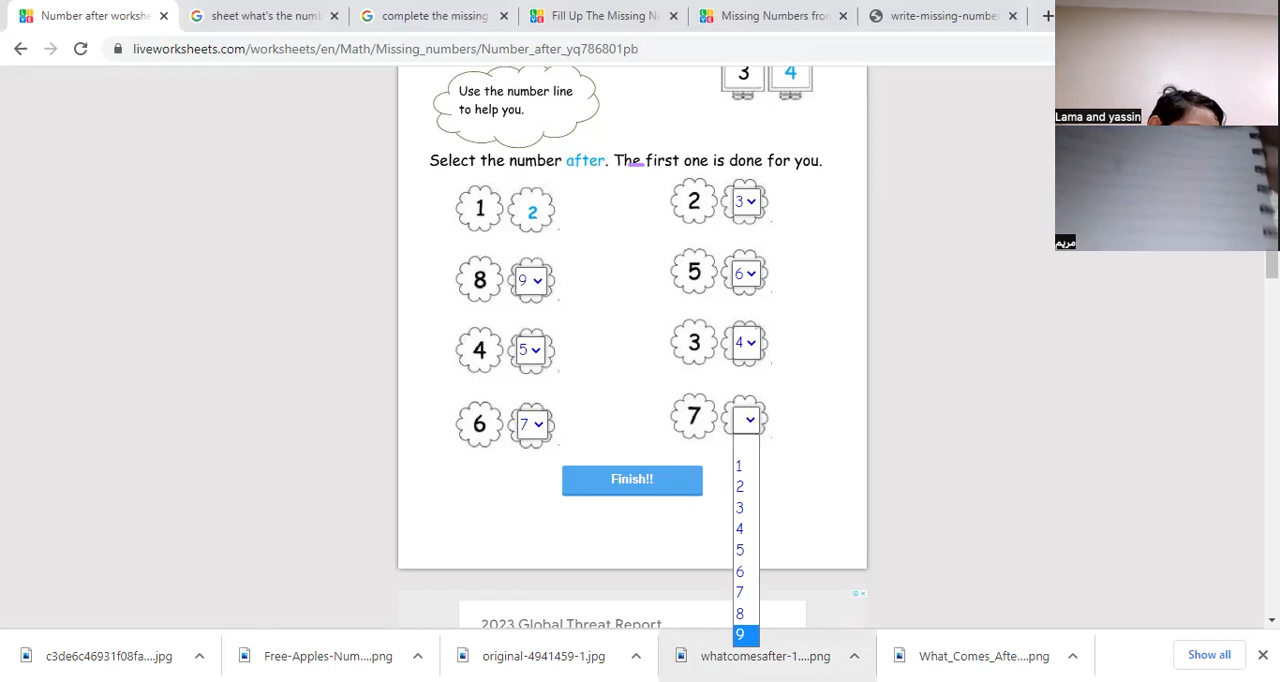 Number after workshe
sheet what's the numb
complete the missing
Fill Up The Missing Nu
Missing Numbers from
write-missing-number
liveworksheets.com/worksheets/en/Math/Missing_numbers/Number_after_yq786801pb
Use the number line
to help you.
3 4
Select the number after. The first one is done for you.
1 2 2 3
8 9 5 6
4 5 3 4
6 7 7
Finish!!
1
2
3
4
5
6
7
8
9
Lama and yassin
مريم
2023 Global Threat Report
c3de6c46931f08fa....jpg
Free-Apples-Num....png
original-4941459-1.jpg
whatcomesafter-1....png
What_Comes_Afte....png
Show all